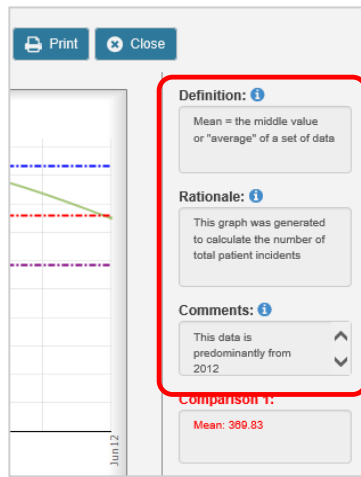 Print
Close
Definition:
Mean = the middle value
or "average" of a set of data
Rationale:
This graph was generated
to calculate the number of
total patient incidents
Comments:
This data is
predominantly from
2012
Comparison 1:
Mean: 369.83
Jun 12